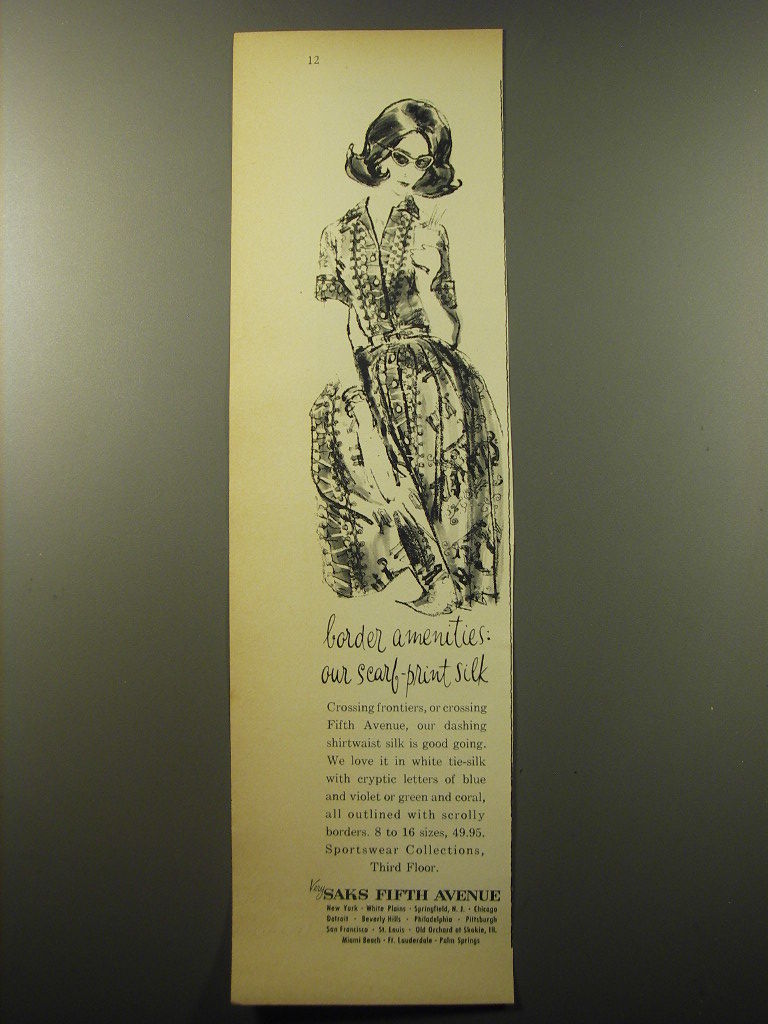 12
border amenities:
our scarf-print silk
Crossing frontiers, or crossing
Fifth Avenue, our dashing
shirtwaist silk is good going.
We love it in white tie-silk
with cryptic letters of blue
and violet or green and coral,
all outlined with scrolly
borders. 8 to 16 sizes, 49.95.
Sportswear Collections,
Third Floor.
Very SAKS FIFTH AVENUE
New York · White Plains · Springfield, N. J. · Chicago
Detroit · Beverly Hills · Philadelphia · Pittsburgh
San Francisco · St. Louis · Old Orchard at Skokie, Ill.
Miami Beach · Ft. Lauderdale · Palm Springs